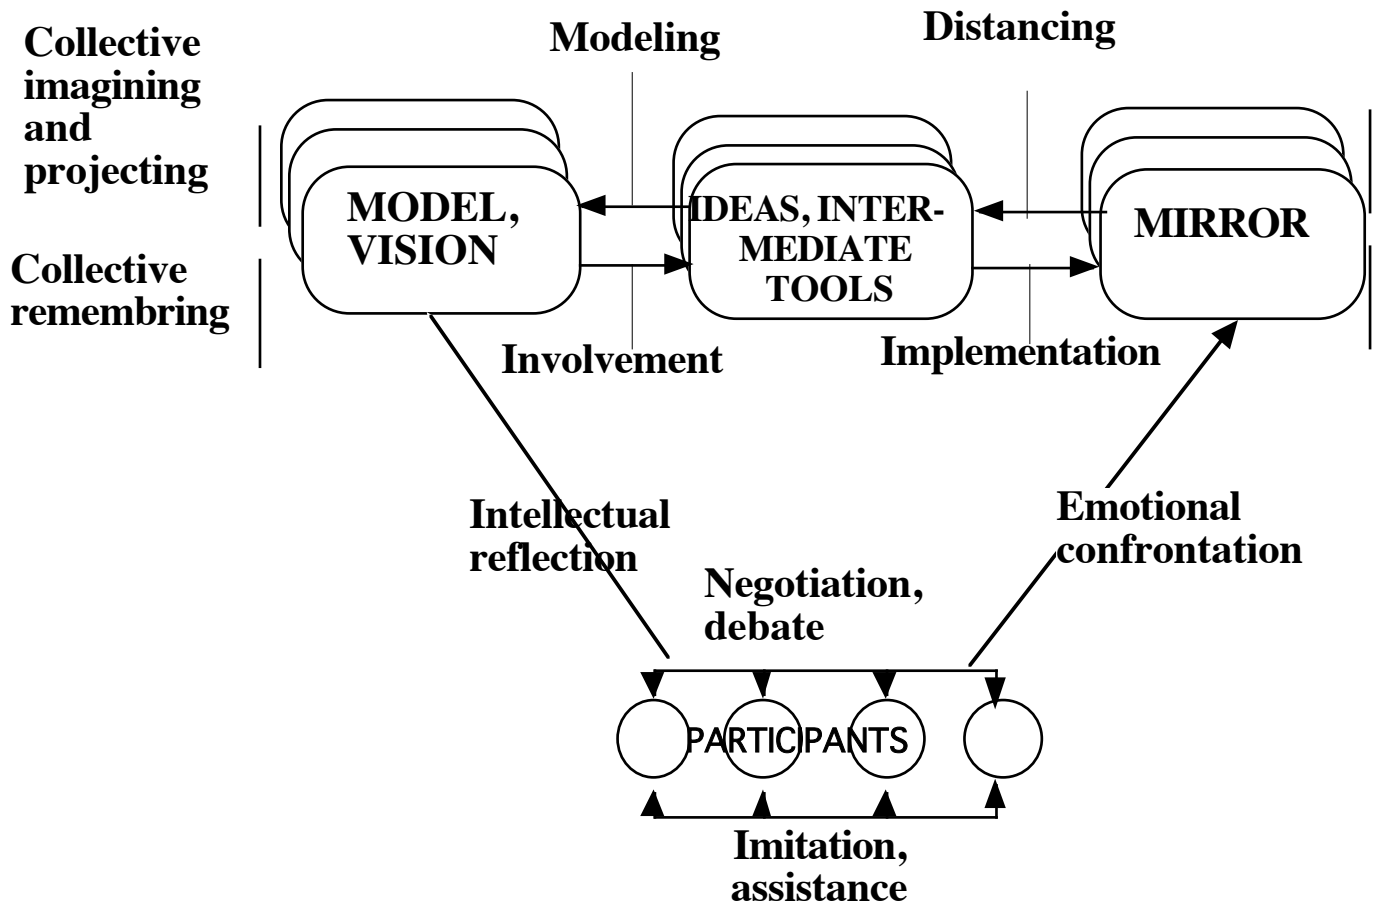 Collective
imagining
and
projecting
Modeling
Distancing
MODEL,
VISION
IDEAS, INTER-
MEDIATE
TOOLS
MIRROR
Collective
remembring
Involvement
Implementation
Intellectual
reflection
Emotional
confrontation
Negotiation,
debate
PARTICIPANTS
Imitation,
assistance